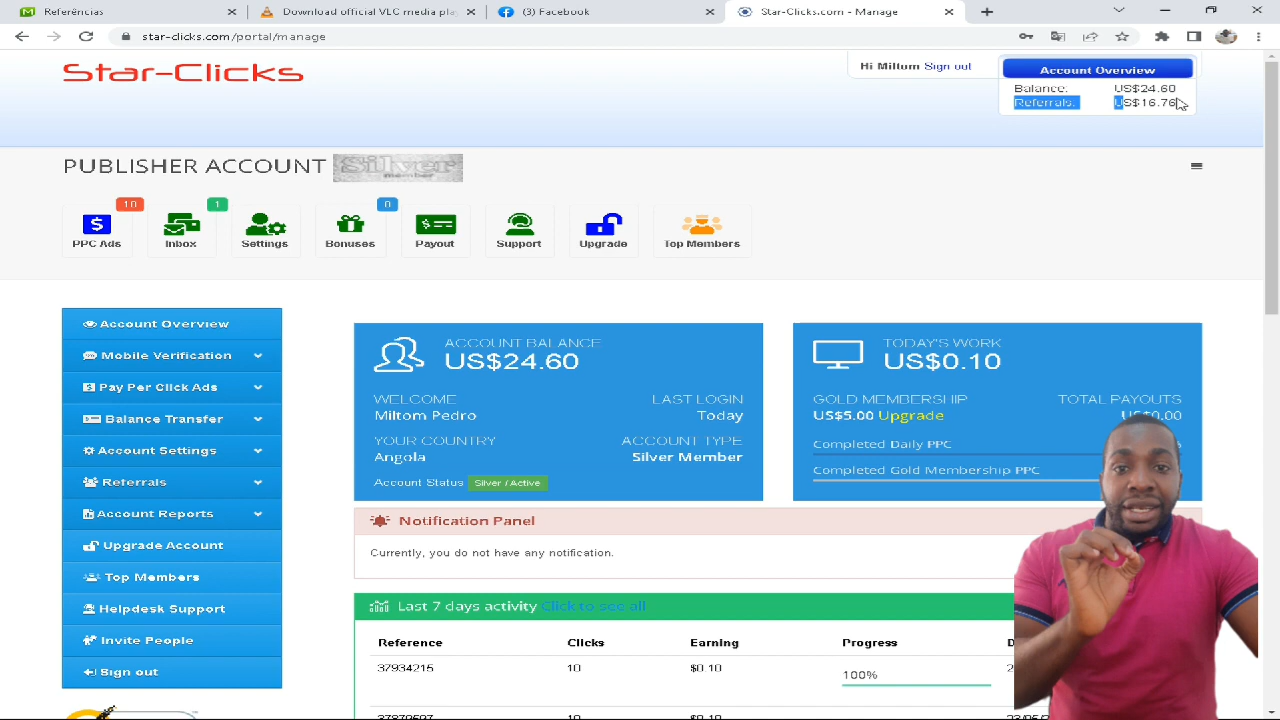 Referências
Download official VLC media pla
(3) Facebook
Star-Clicks.com - Manage
star-clicks.com/portal/manage
Star-Clicks
Hi Miltum Sign out
Account Overview
Balance: US$24.60
Referrals: US$16.76
PUBLISHER ACCOUNT Silver member
10
1
0
PPC Ads
Inbox
Settings
Bonuses
Payout
Support
Upgrade
Top Members
Account Overview
Mobile Verification
Pay Per Click Ads
Balance Transfer
Account Settings
Referrals
Account Reports
Upgrade Account
Top Members
Helpdesk Support
Invite People
Sign out
ACCOUNT BALANCE
US$24.60
WELCOME LAST LOGIN
Miltom Pedro Today
YOUR COUNTRY ACCOUNT TYPE
Angola Silver Member
Account Status Silver / Active
TODAY'S WORK
US$0.10
GOLD MEMBERSHIP TOTAL PAYOUTS
US$5.00 Upgrade US$0.00
Completed Daily PPC
Completed Gold Membership PPC
Notification Panel
Currently, you do not have any notification.
Last 7 days activity Click to see all
Reference Clicks Earning Progress
37934215 10 $0.10 100%